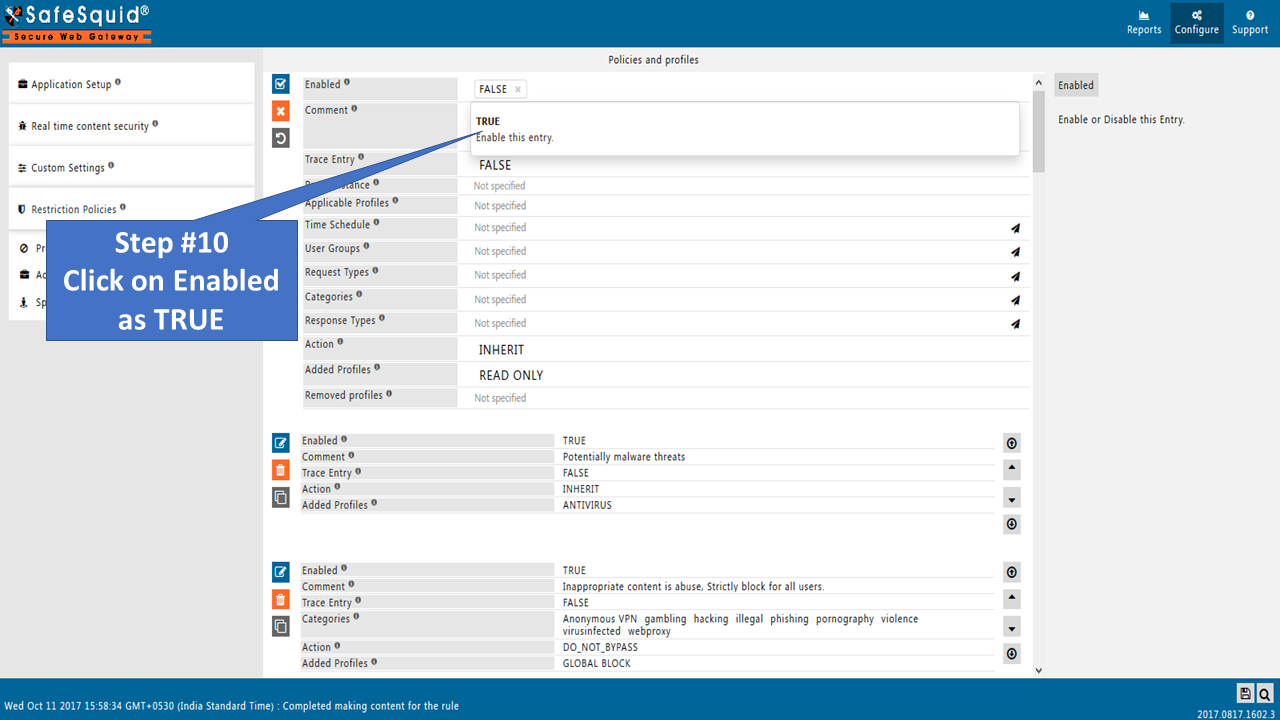 SafeSquid®
Secure Web Gateway
Reports
Configure
Support
Policies and profiles
Application Setup
Real time content security
Custom Settings
Restriction Policies
Pr
Ac
Sp
Step #10
Click on Enabled
as TRUE
Enabled
FALSE x
TRUE
Enable this entry.
Comment
Trace Entry FALSE
Not specified
Applicable Profiles Not specified
Time Schedule Not specified
User Groups Not specified
Request Types Not specified
Categories Not specified
Response Types Not specified
Action INHERIT
Added Profiles READ ONLY
Removed profiles Not specified
Enabled TRUE
Comment Potentially malware threats
Trace Entry FALSE
Action INHERIT
Added Profiles ANTIVIRUS
Enabled TRUE
Comment Inappropriate content is abuse, Strictly block for all users.
Trace Entry FALSE
Categories Anonymous VPN gambling hacking illegal phishing pornography violence
virusinfected webproxy
Action DO_NOT_BYPASS
Added Profiles GLOBAL BLOCK
Enabled
Enable or Disable this Entry.
Wed Oct 11 2017 15:58:34 GMT+0530 (India Standard Time) : Completed making content for the rule
2017.0817.1602.3